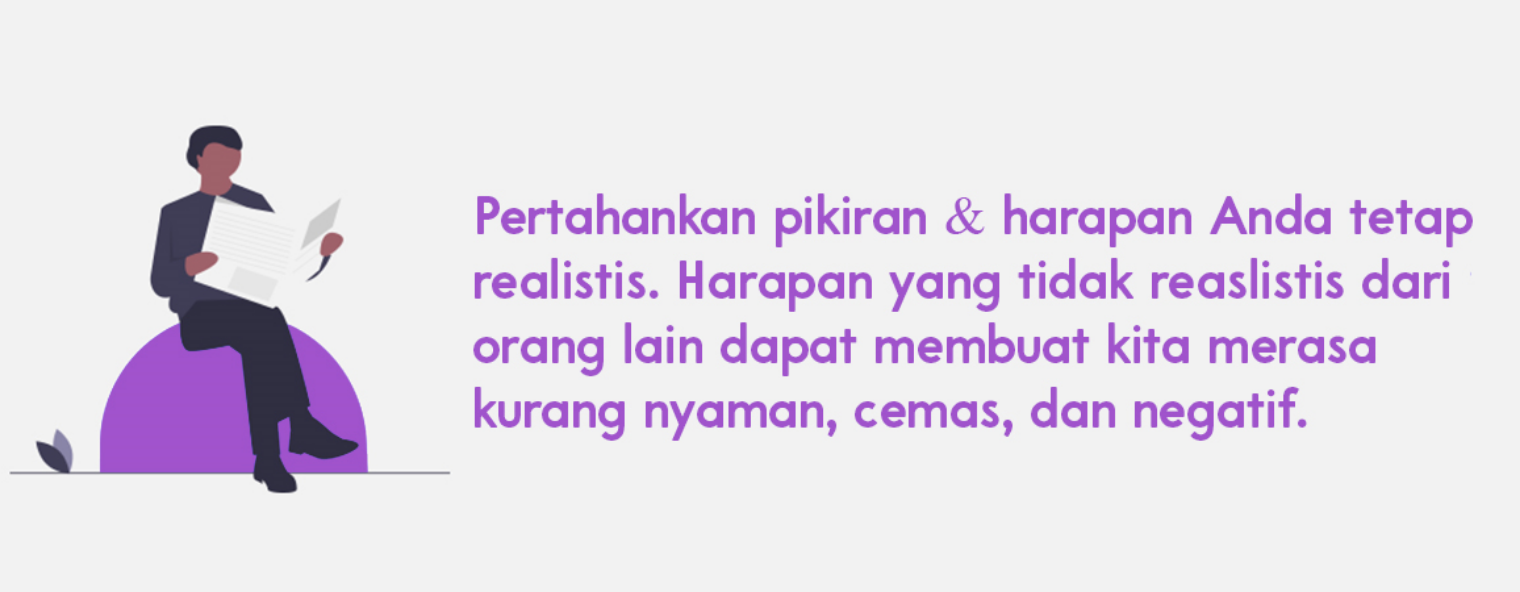 Pertahankan pikiran & harapan Anda tetap
realistis. Harapan yang tidak reaslistis dari
orang lain dapat membuat kita merasa
kurang nyaman, cemas, dan negatif.